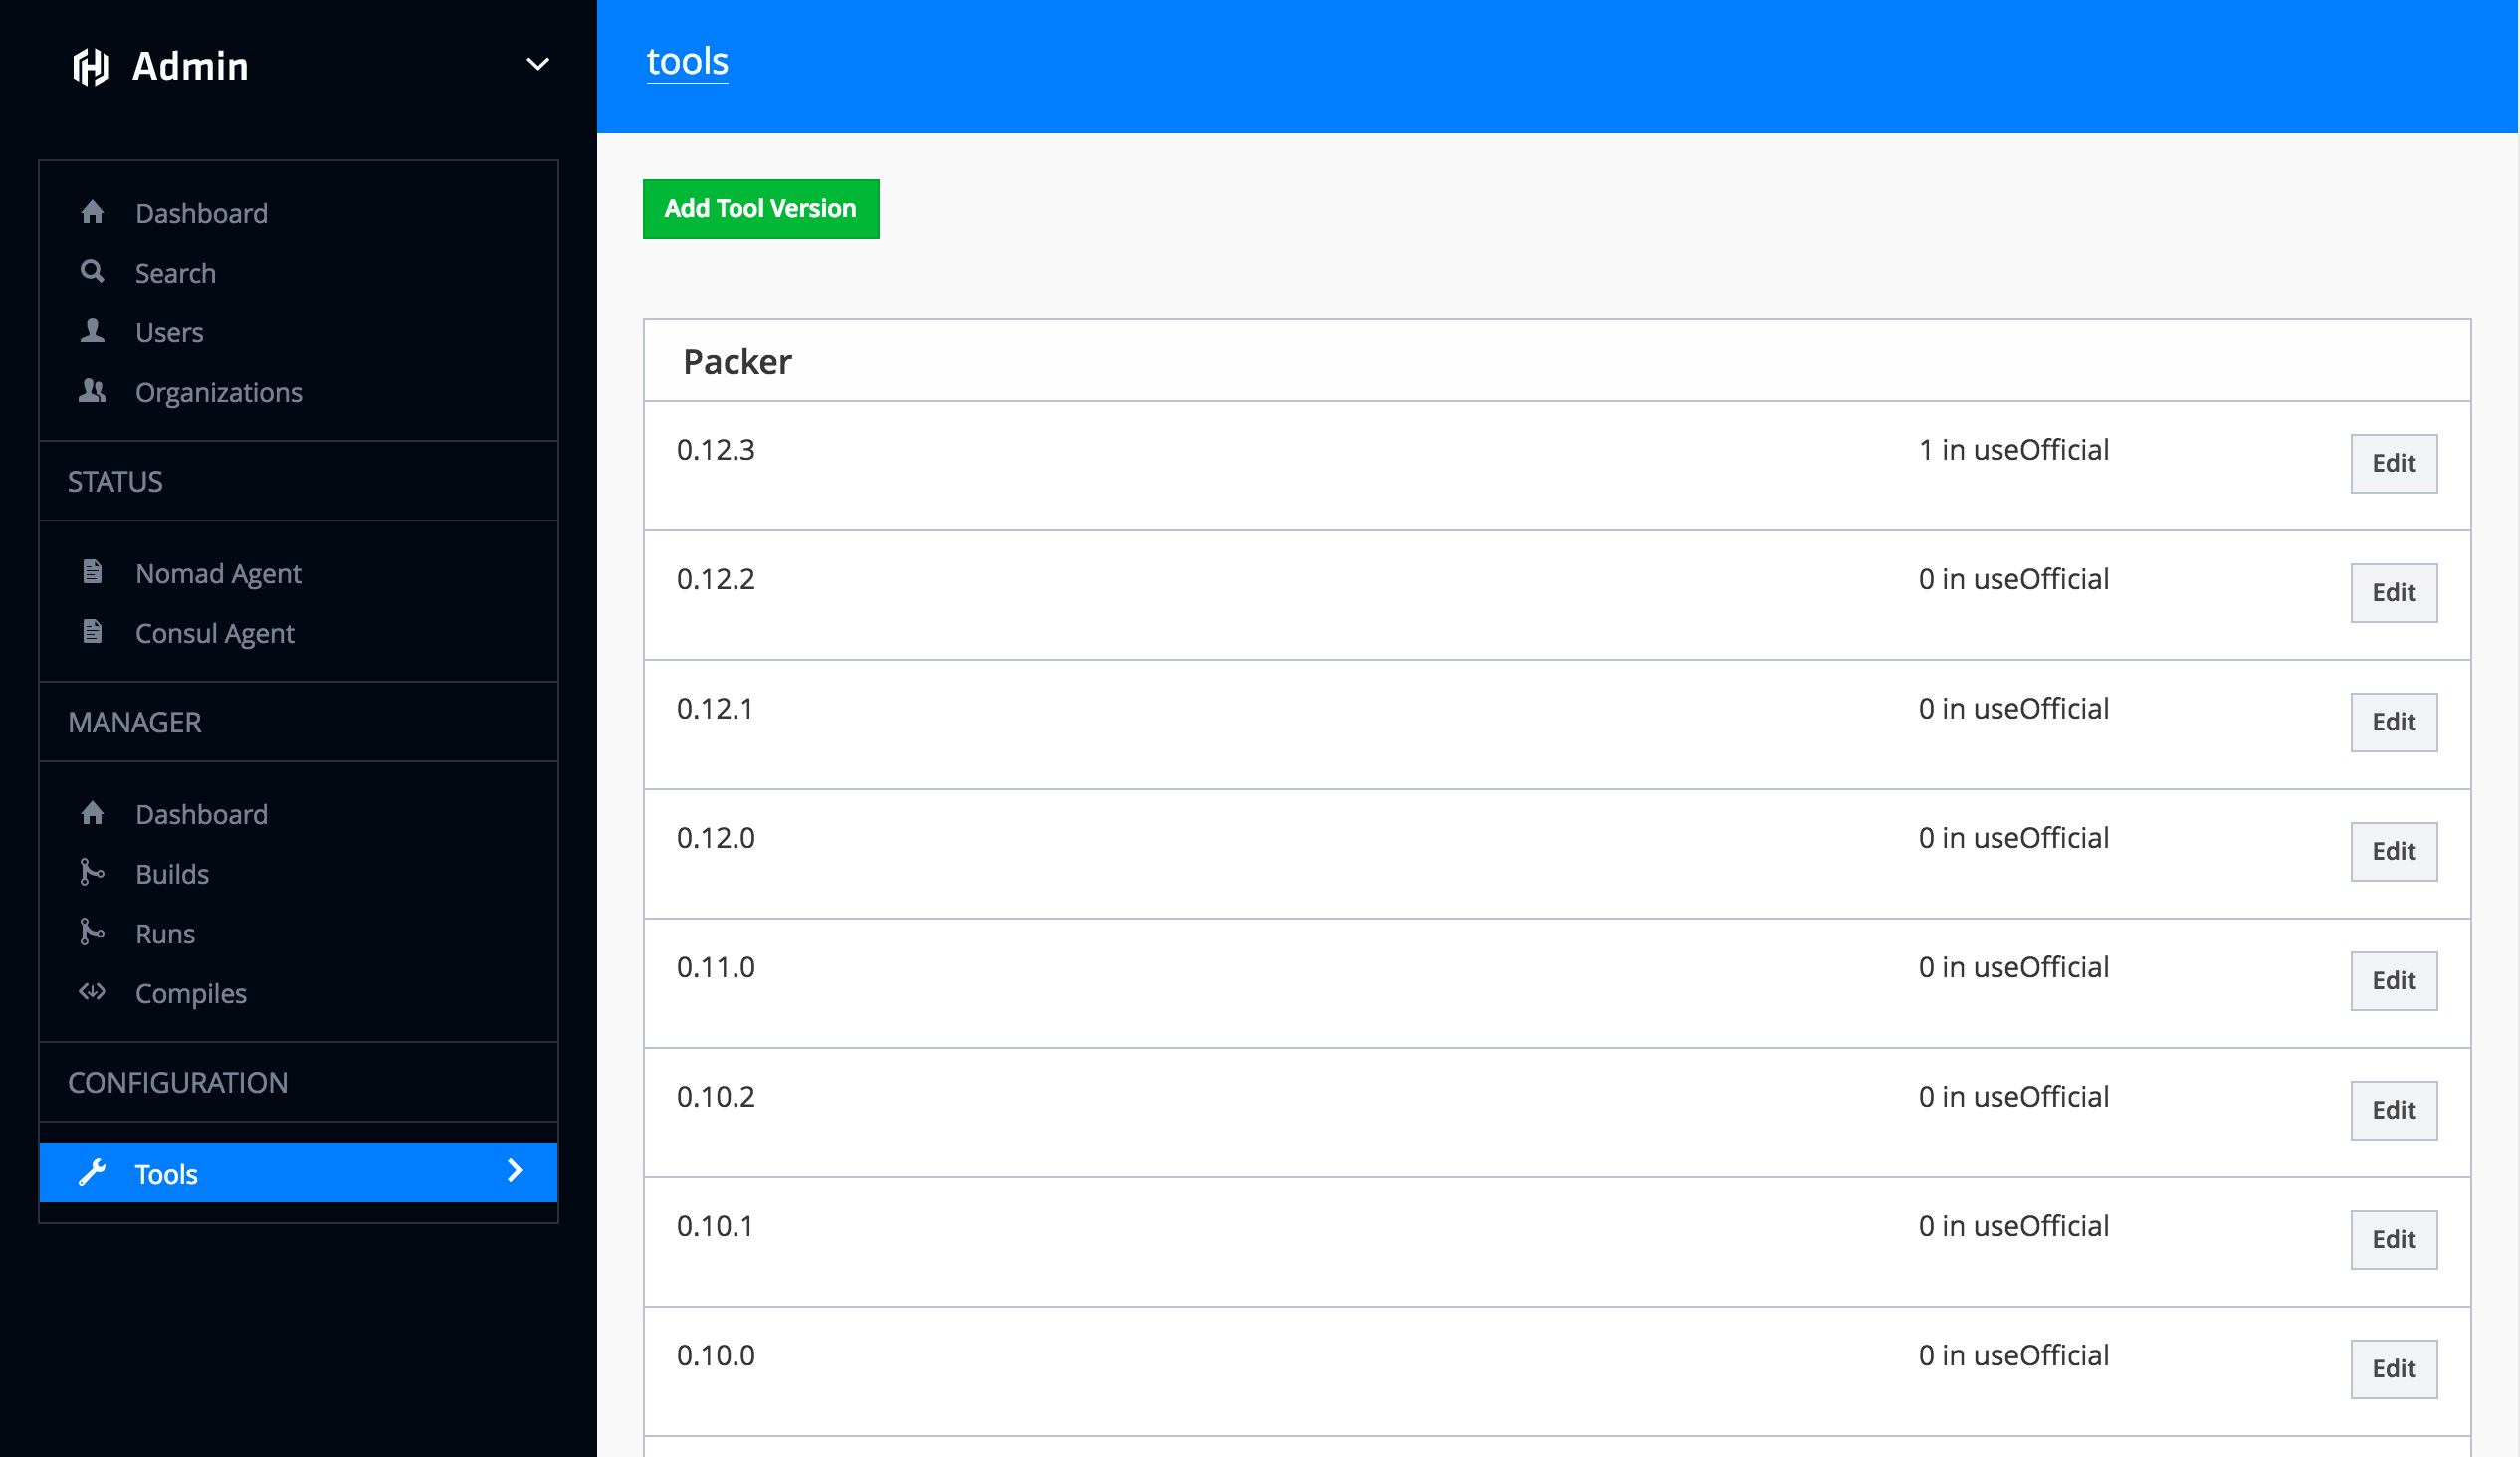 Admin
Dashboard
Search
Users
Organizations
STATUS
Nomad Agent
Consul Agent
MANAGER
Dashboard
Builds
Runs
Compiles
CONFIGURATION
Tools
tools
Add Tool Version
Packer
0.12.3 1 in useOfficial Edit
0.12.2 0 in useOfficial Edit
0.12.1 0 in useOfficial Edit
0.12.0 0 in useOfficial Edit
0.11.0 0 in useOfficial Edit
0.10.2 0 in useOfficial Edit
0.10.1 0 in useOfficial Edit
0.10.0 0 in useOfficial Edit